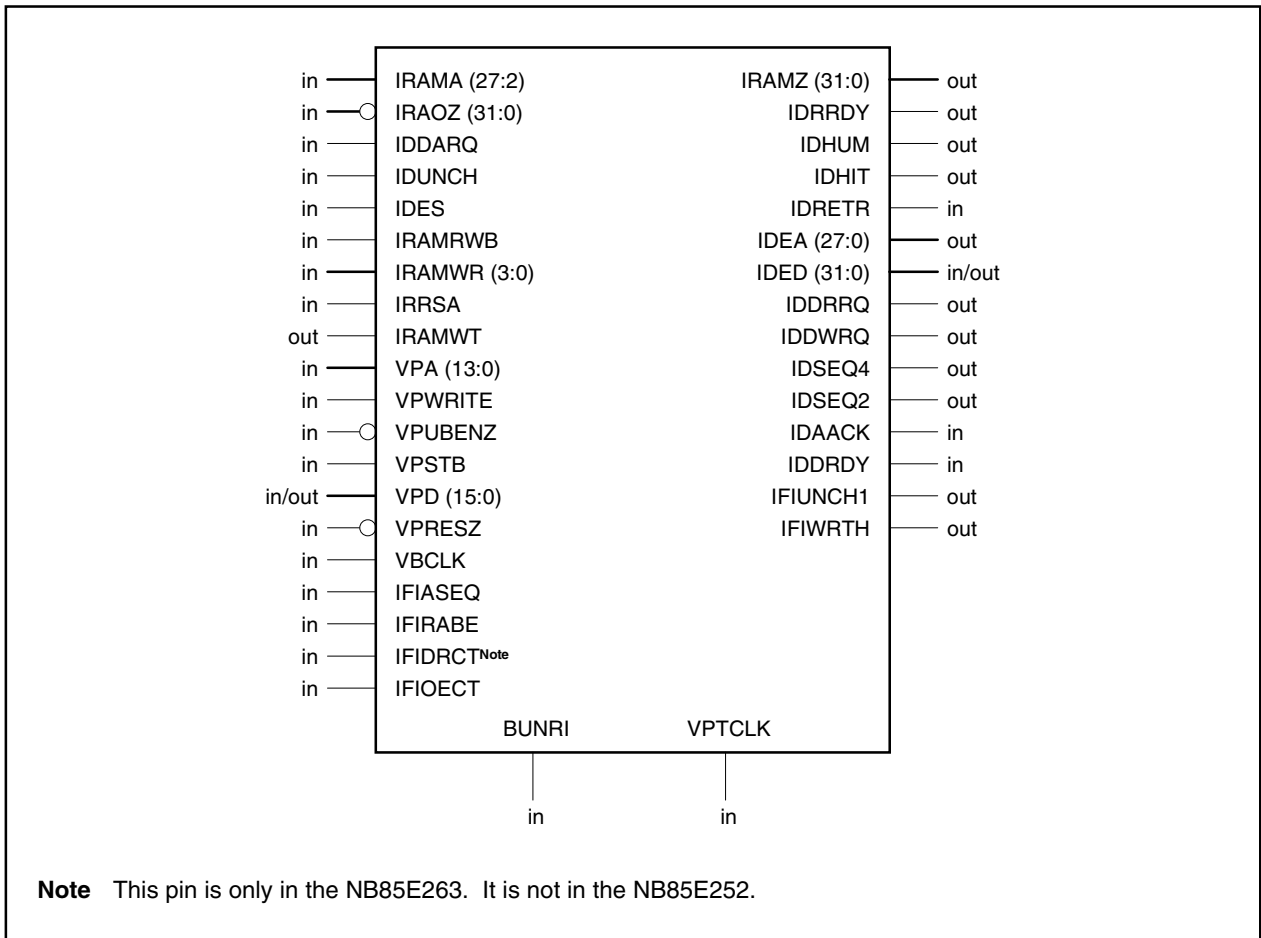 in IRAMA (27:2) IRAMZ (31:0) out
in IRAOZ (31:0) IDRRDY out
in IDDARQ IDHUM out
in IDUNCH IDHIT out
in IDES IDRETR in
in IRAMRWB IDEA (27:0) out
in IRAMWR (3:0) IDED (31:0) in/out
in IRRSA IDDRRQ out
out IRAMWT IDDWRQ out
in VPA (13:0) IDSEQ4 out
in VPWRITE IDSEQ2 out
in VPUBENZ IDAACK in
in VPSTB IDDRDY in
in/out VPD (15:0) IFIUNCH1 out
in VPRESZ IFIWRTH out
in VBCLK
in IFIASEQ
in IFIRABE
in IFIDRCTNote
in IFIOECT
BUNRI VPTCLK
in in
Note This pin is only in the NB85E263. It is not in the NB85E252.